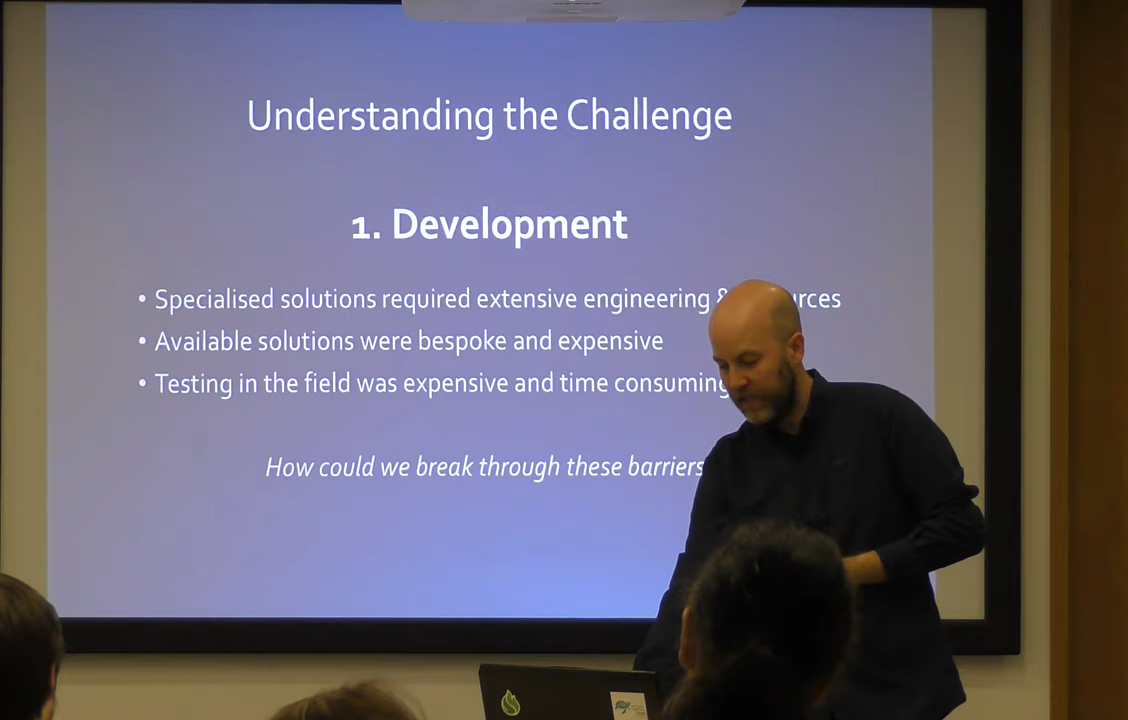 Understanding the Challenge
1. Development
• Specialised solutions required extensive engineering &
• Available solutions were bespoke and expensive
• Testing in the field was expensive and time consuming
How could we break through these barriers